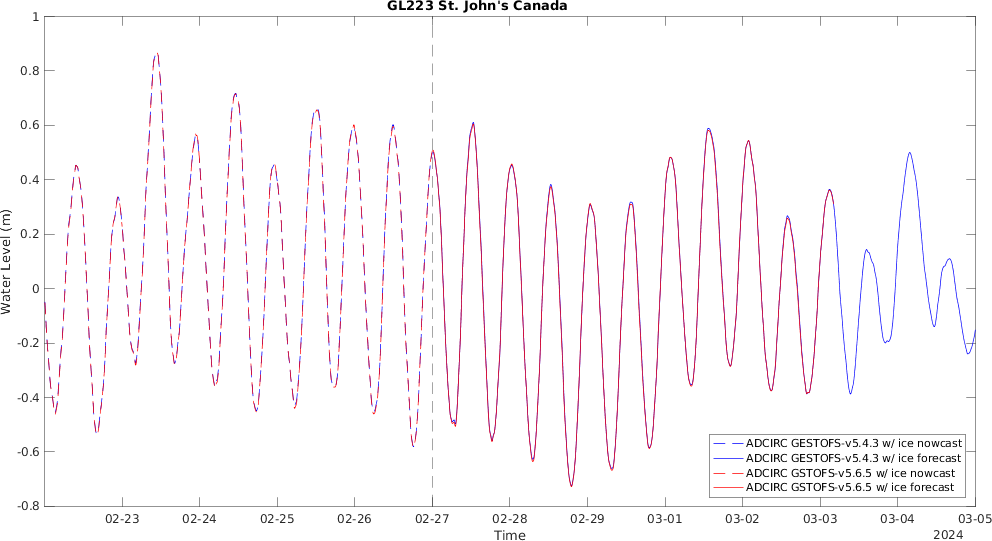 GL223 St. John's Canada
Water Level (m)
1
0.8
0.6
0.4
0.2
0
-0.2
-0.4
-0.6
-0.8
ADCIRC GESTOFS-v5.4.3 w/ ice nowcast
ADCIRC GESTOFS-v5.4.3 w/ ice forecast
ADCIRC GSTOFS-v5.6.5 w/ ice nowcast
ADCIRC GSTOFS-v5.6.5 w/ ice forecast
02-23 02-24 02-25 02-26 02-27 02-28 02-29 03-01 03-02 03-03 03-04 03-05
Time
2024